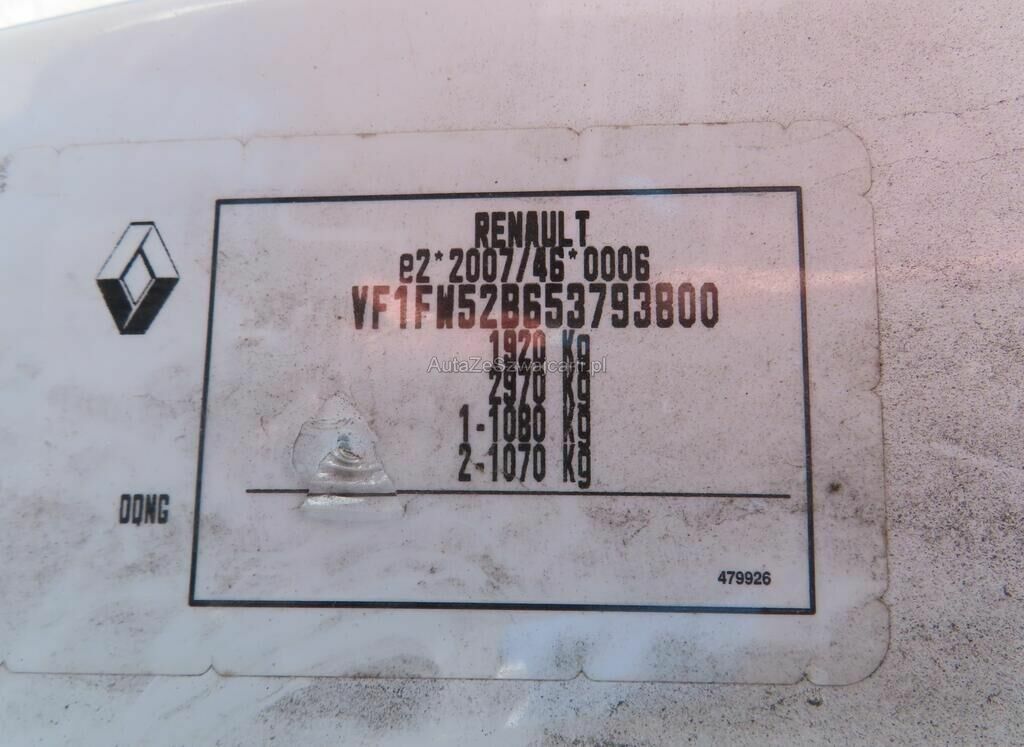 RENAULT
e2*2007/46*0006
VF1FW52B653793800
1920 Kg
AutaZeSzwajcarii.pl
2970 Kg
1-1080 Kg
2-1070 Kg
DQNG
479926